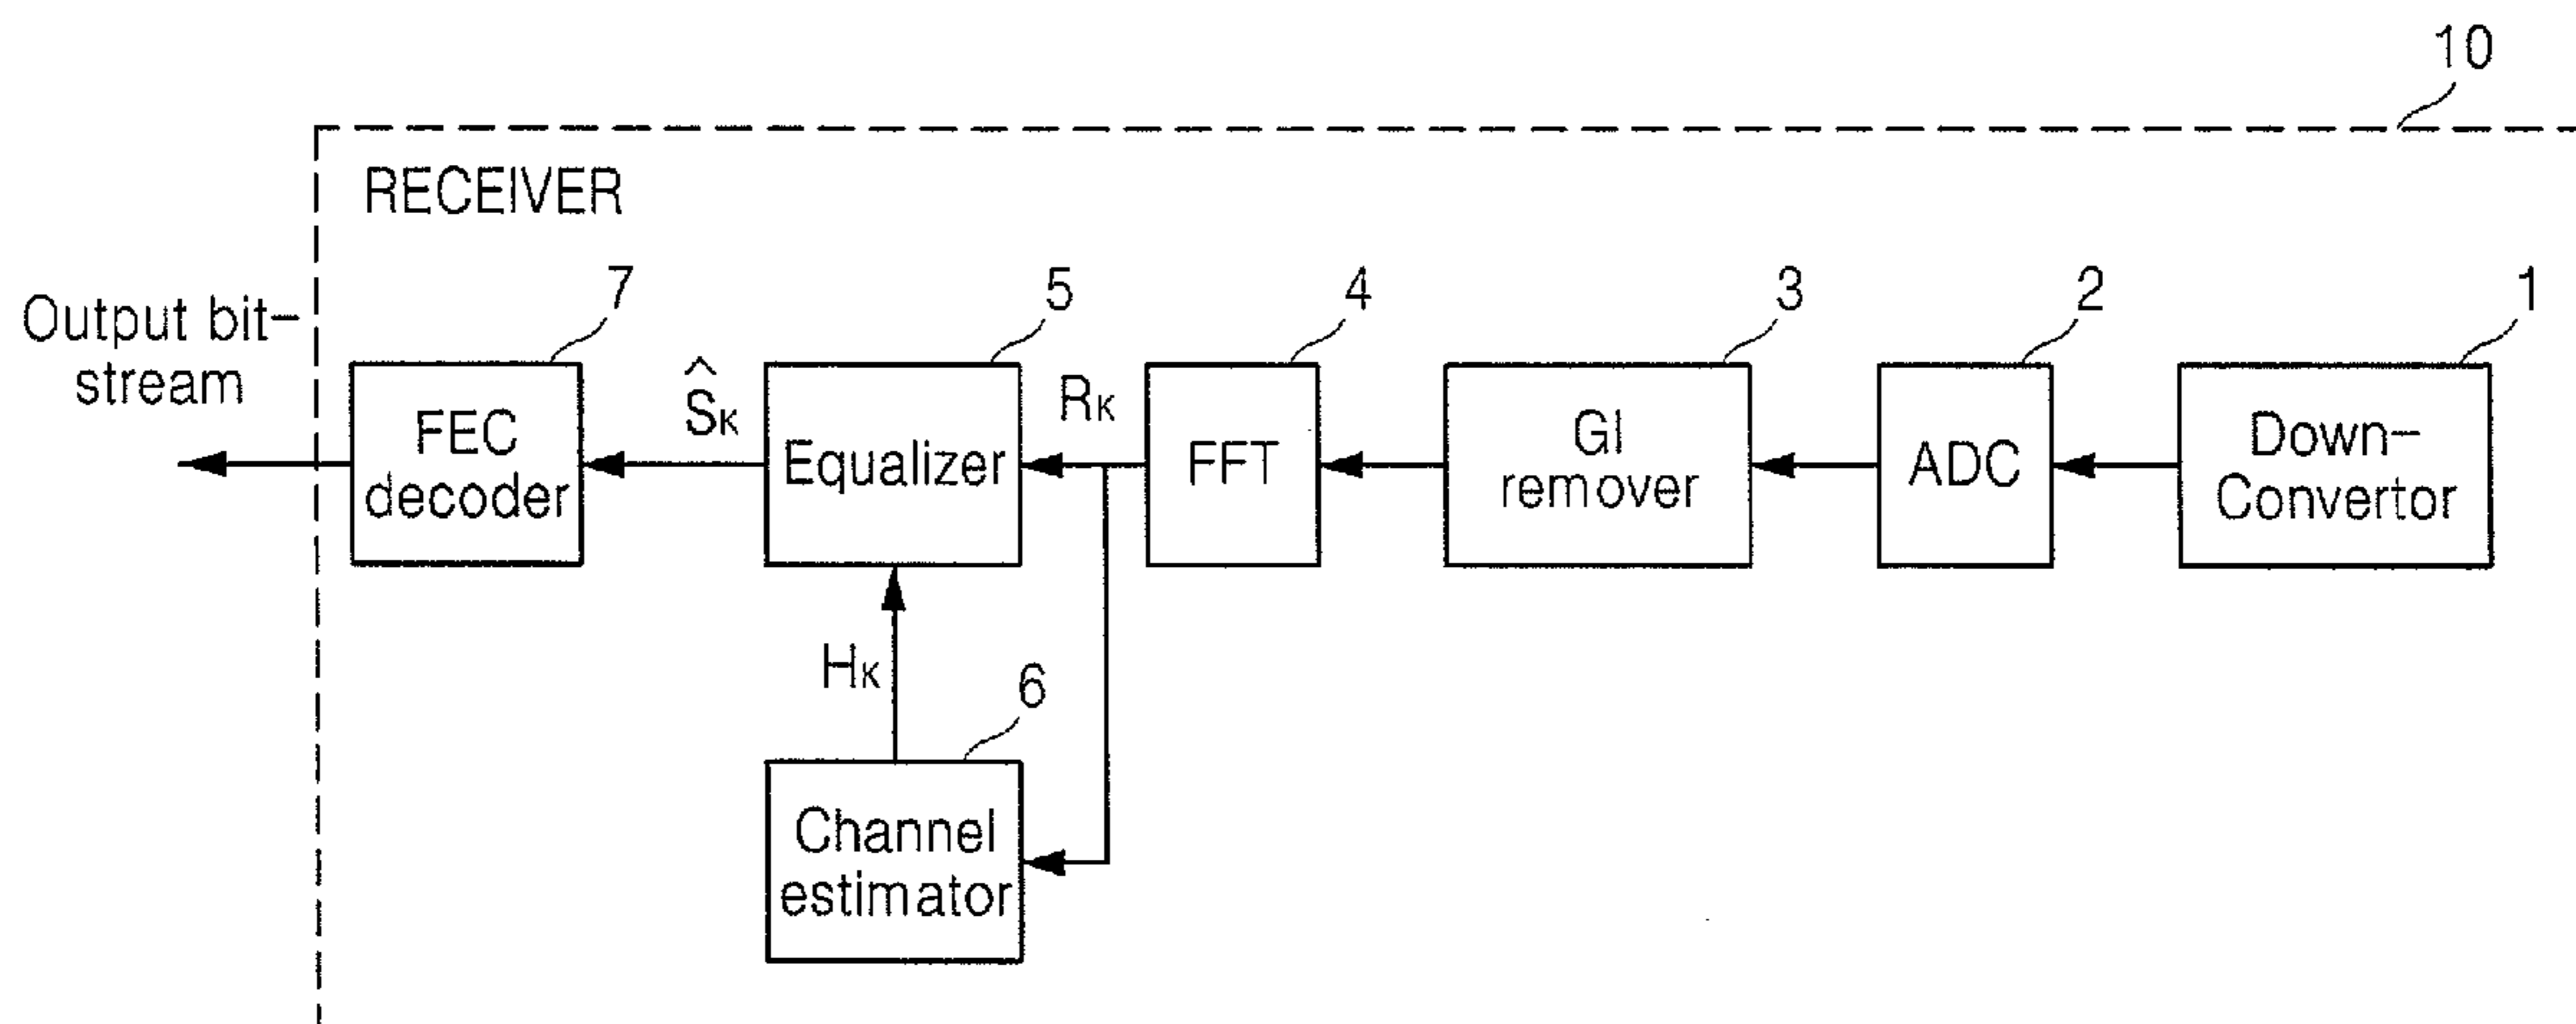 10
RECEIVER
7
5
4
3
2
1
Output bit-
stream
FEC
decoder
Ŝκ
Equalizer
Rκ
FFT
GI
remover
ADC
Down-
Convertor
Hκ
6
Channel
estimator